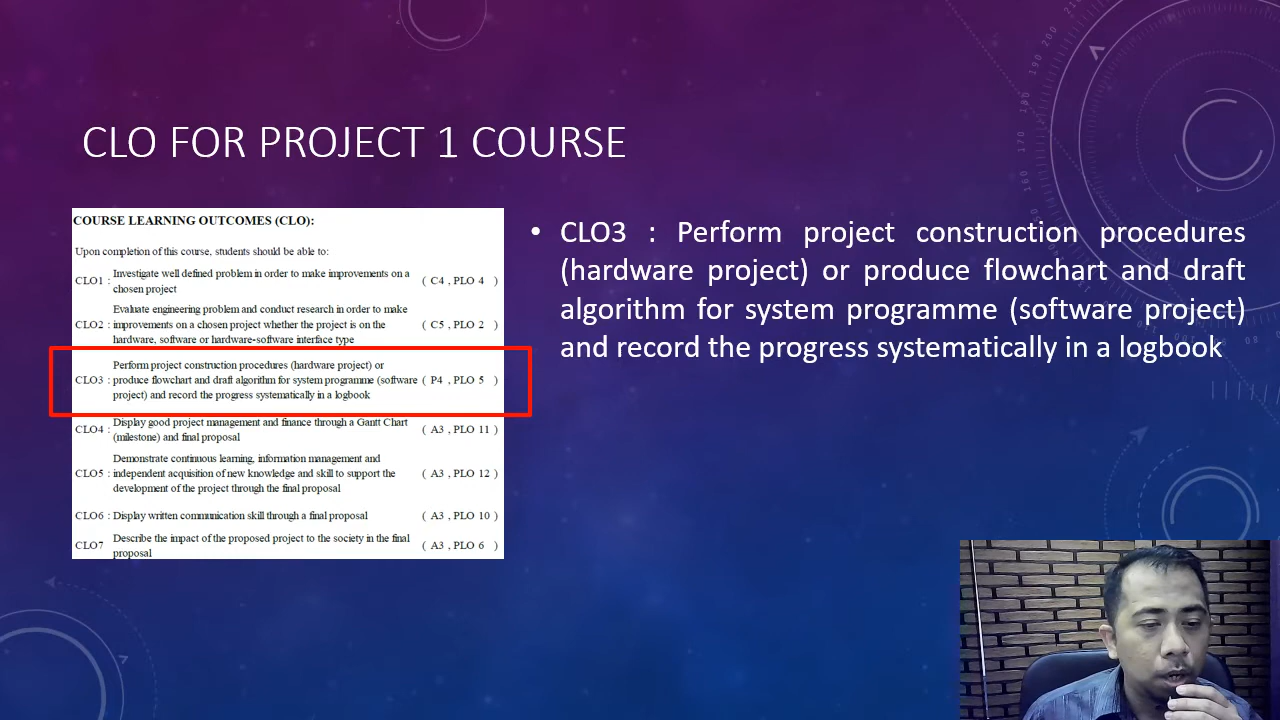 CLO FOR PROJECT 1 COURSE
COURSE LEARNING OUTCOMES (CLO):
Upon completion of this course, students should be able to:
CLO1 : Investigate well defined problem in order to make improvements on a chosen project ( C4 , PLO 4 )
CLO2 : Evaluate engineering problem and conduct research in order to make improvements on a chosen project whether the project is on the hardware, software or hardware-software interface type ( C5 , PLO 2 )
CLO3 : Perform project construction procedures (hardware project) or produce flowchart and draft algorithm for system programme (software project) and record the progress systematically in a logbook ( P4 , PLO 5 )
CLO4 : Display good project management and finance through a Gantt Chart (milestone) and final proposal ( A3 , PLO 11 )
CLO5 : Demonstrate continuous learning, information management and independent acquisition of new knowledge and skill to support the development of the project through the final proposal ( A3 , PLO 12 )
CLO6 : Display written communication skill through a final proposal ( A3 , PLO 10 )
CLO7 Describe the impact of the proposed project to the society in the final proposal ( A3 , PLO 6 )
• CLO3 : Perform project construction procedures
(hardware project) or produce flowchart and draft
algorithm for system programme (software project)
and record the progress systematically in a logbook
200
190
180
170
160